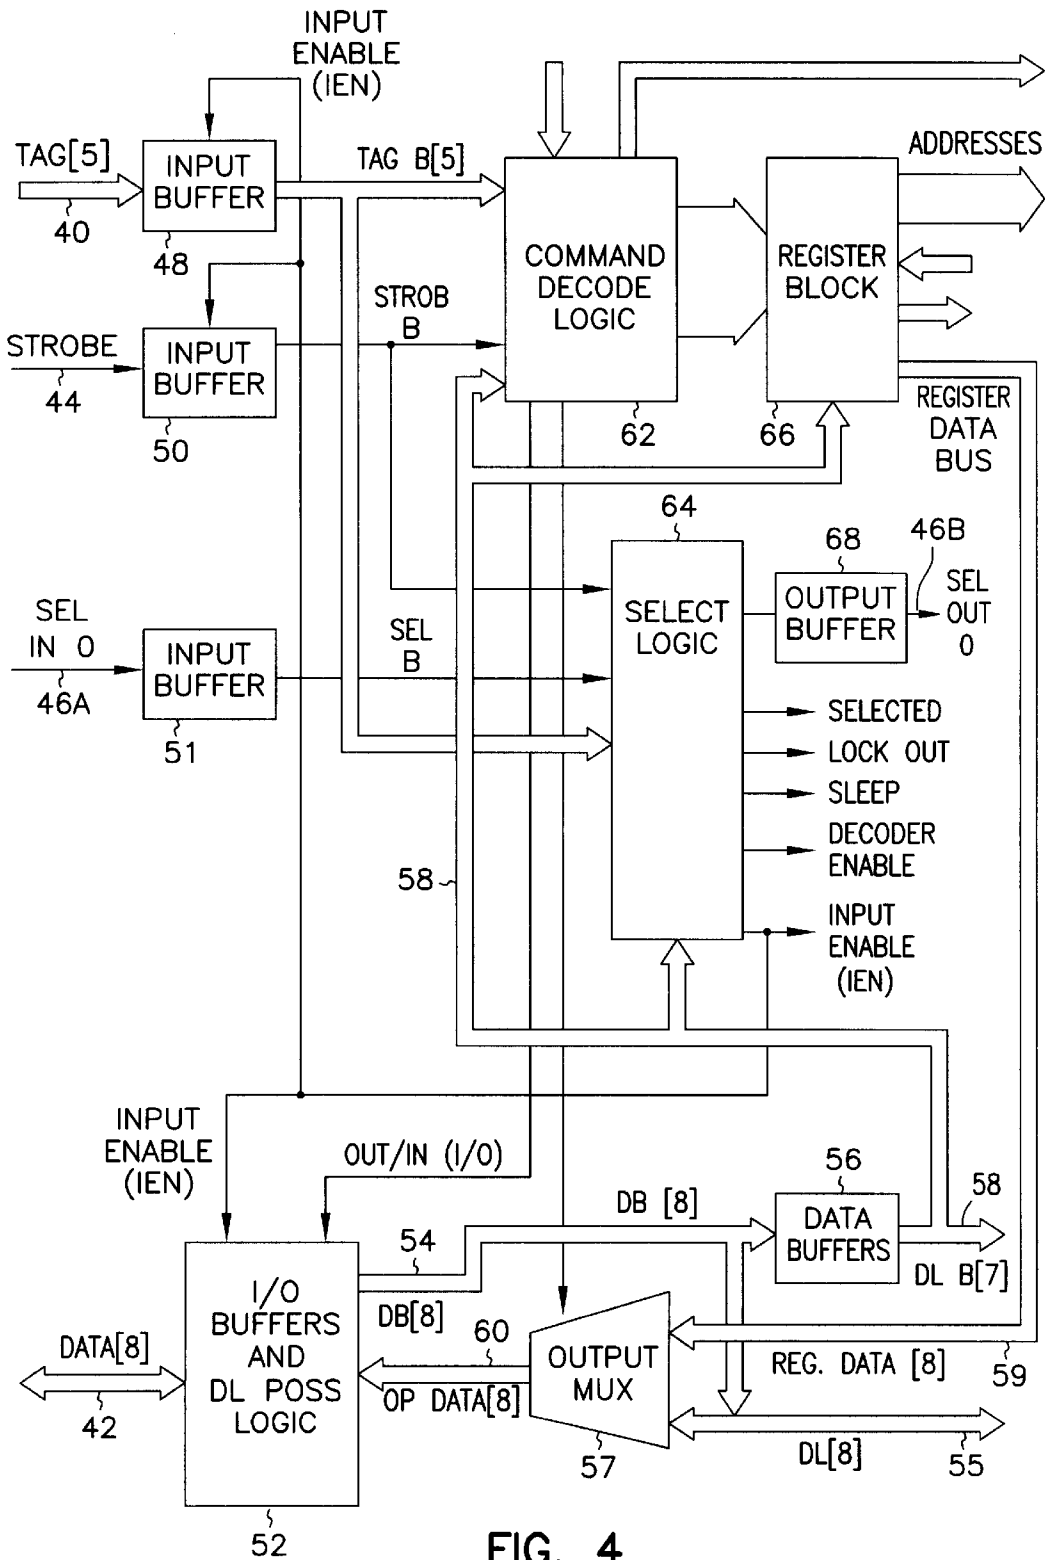 INPUT
ENABLE
(IEN)
TAG[5]
40
INPUT
BUFFER
48
TAG B[5]
ADDRESSES
COMMAND
DECODE
LOGIC
62
REGISTER
BLOCK
66
STROBE
44
INPUT
BUFFER
50
STROB
B
REGISTER
DATA
BUS
64
68
46B
SEL
IN 0
46A
INPUT
BUFFER
51
SEL
B
SELECT
LOGIC
OUTPUT
BUFFER
SEL
OUT
0
SELECTED
LOCK OUT
SLEEP
DECODER
ENABLE
INPUT
ENABLE
(IEN)
58
INPUT
ENABLE
(IEN)
OUT/IN (I/O)
DB [8]
56
DATA
BUFFERS
58
DL B[7]
54
DB[8]
I/O
BUFFERS
AND
DL POSS
LOGIC
52
DATA[8]
42
60
OP DATA[8]
OUTPUT
MUX
57
REG. DATA [8]
59
DL[8]
55
FIG. 4